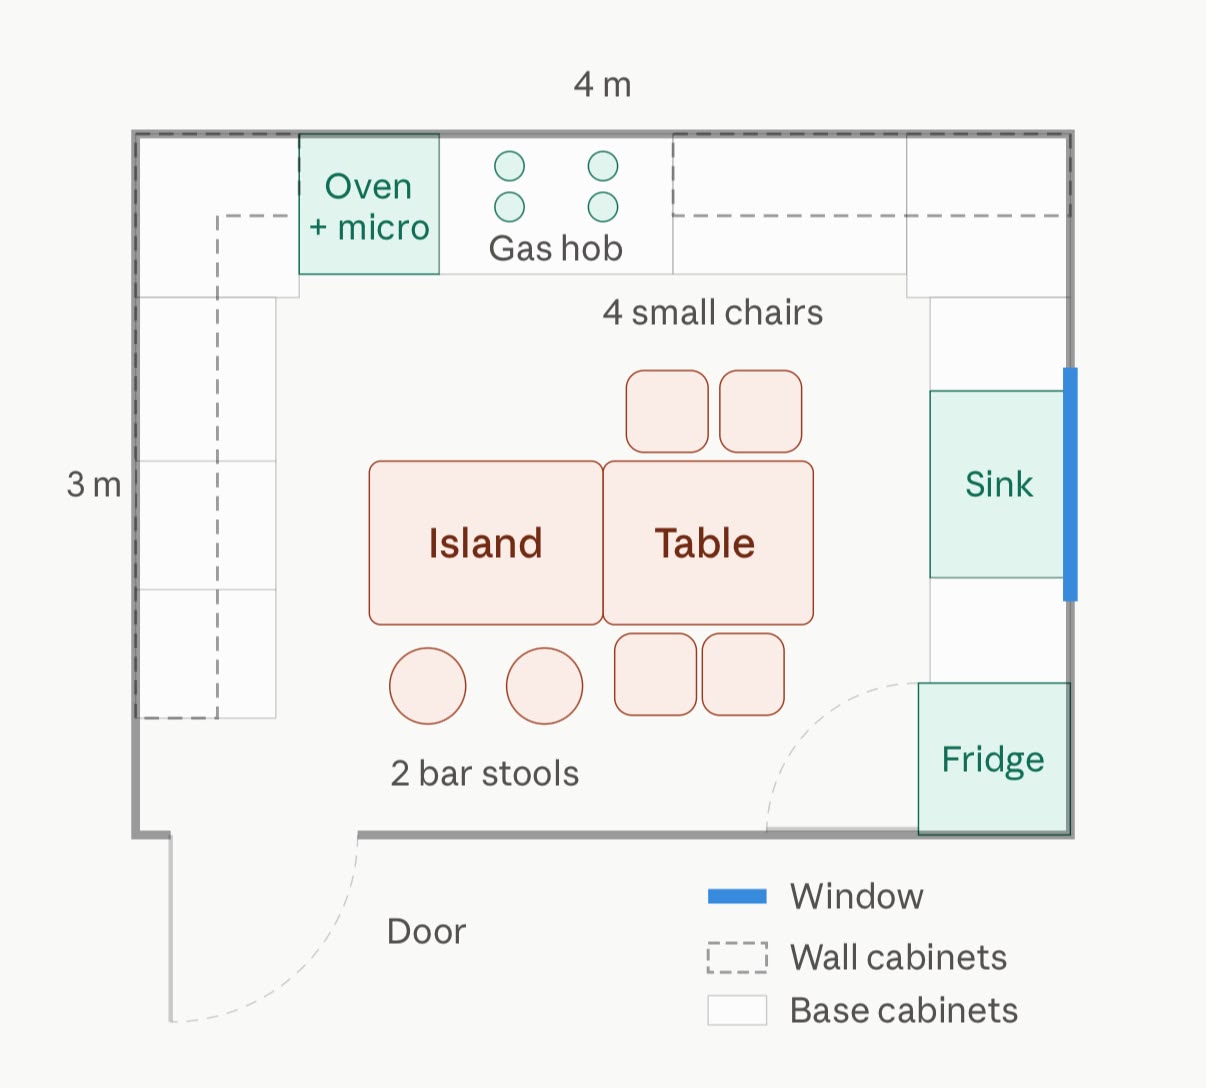 4 m
Oven
+ micro
Gas hob
4 small chairs
3 m
Island
Table
Sink
2 bar stools
Fridge
Door
Window
Wall cabinets
Base cabinets